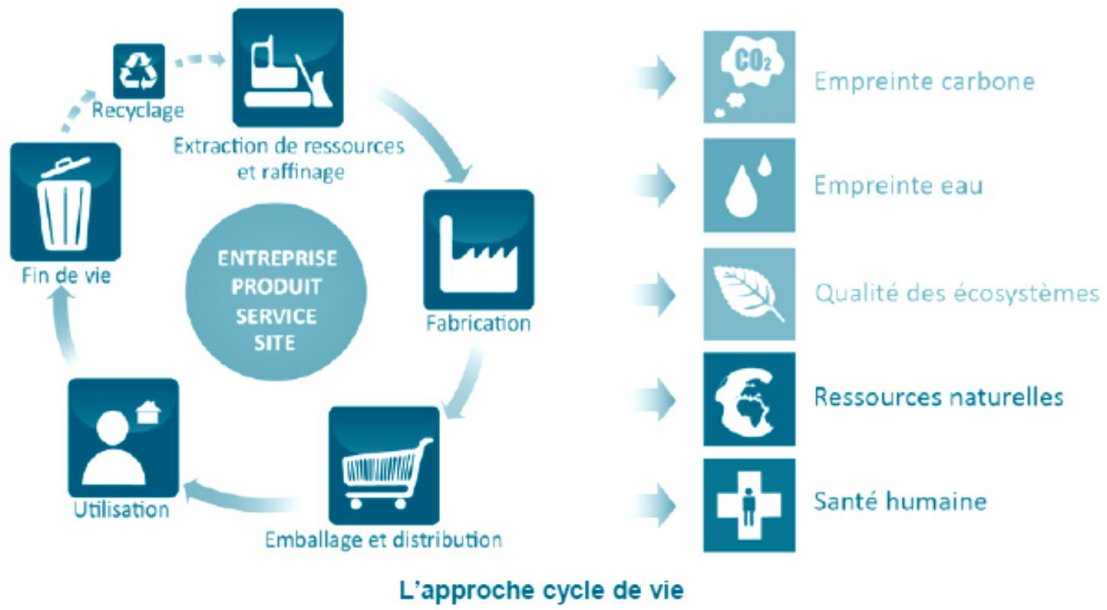 Recyclage
Extraction de ressources
et raffinage
Fabrication
Emballage et distribution
Utilisation
Fin de vie
ENTREPRISE
PRODUIT
SERVICE
SITE
CO₂
Empreinte carbone
Empreinte eau
Qualité des écosystèmes
Ressources naturelles
Santé humaine
L'approche cycle de vie